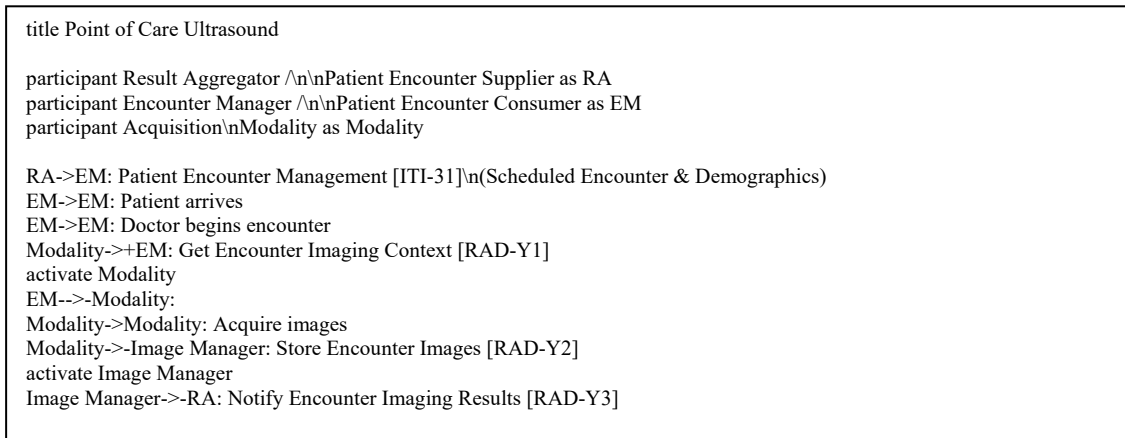 title Point of Care Ultrasound
participant Result Aggregator /\n\nPatient Encounter Supplier as RA
participant Encounter Manager /\n\nPatient Encounter Consumer as EM
participant Acquisition\nModality as Modality
RA->EM: Patient Encounter Management [ITI-31]\n(Scheduled Encounter & Demographics)
EM->EM: Patient arrives
EM->EM: Doctor begins encounter
Modality->+EM: Get Encounter Imaging Context [RAD-Y1]
activate Modality
EM-->-Modality:
Modality->Modality: Acquire images
Modality->-Image Manager: Store Encounter Images [RAD-Y2]
activate Image Manager
Image Manager->-RA: Notify Encounter Imaging Results [RAD-Y3]